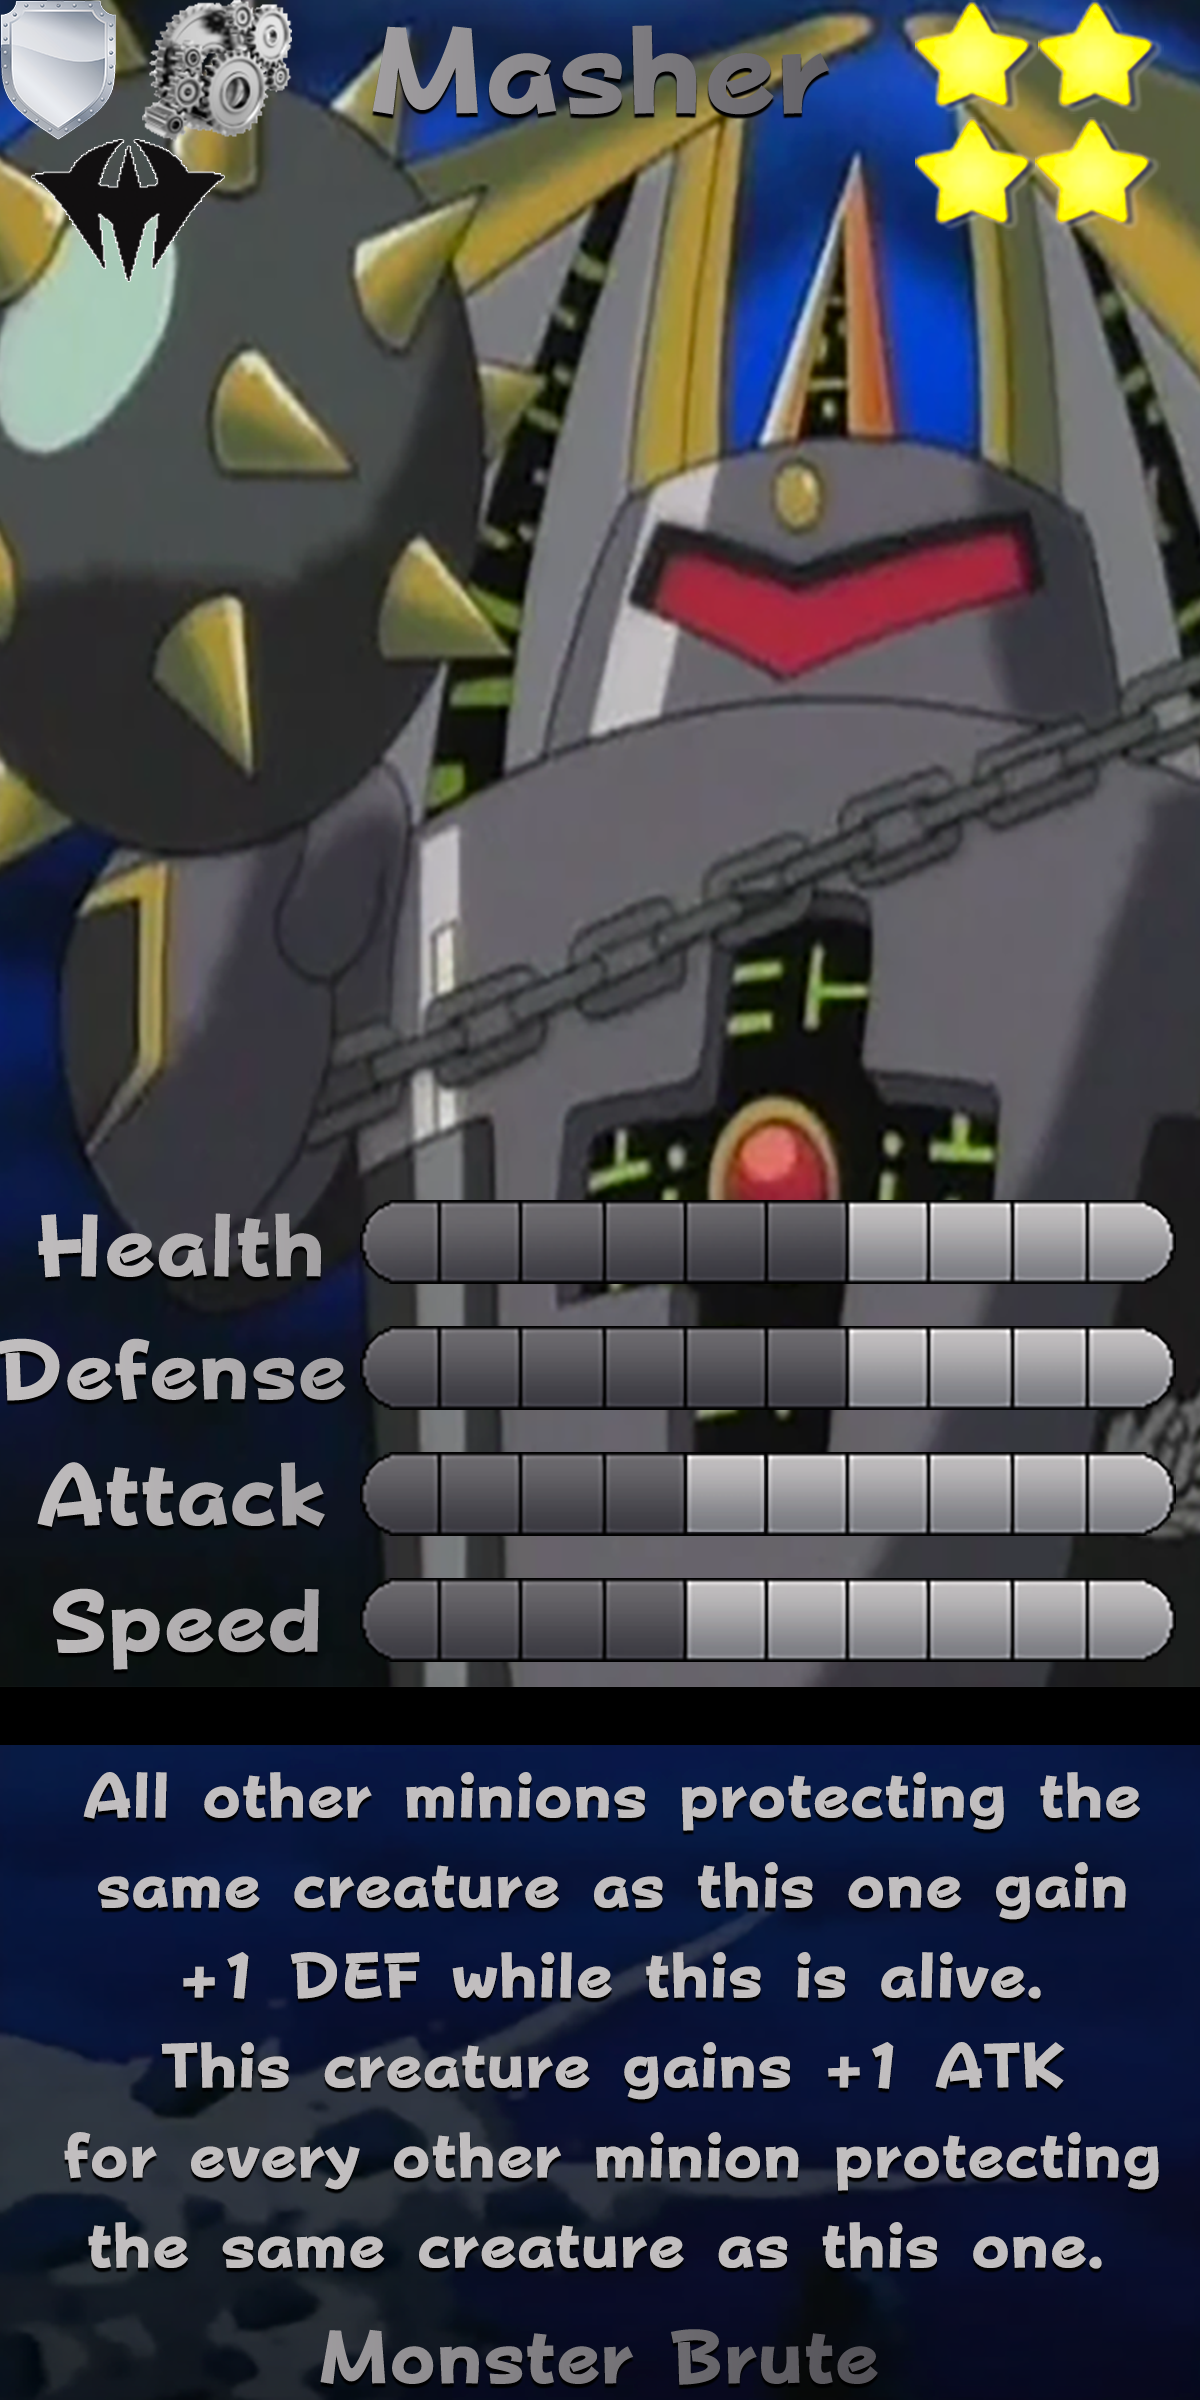 Masher
Health
Defense
Attack
Speed
All other minions protecting the
same creature as this one gain
+1 DEF while this is alive.
This creature gains +1 ATK
for every other minion protecting
the same creature as this one.
Monster Brute